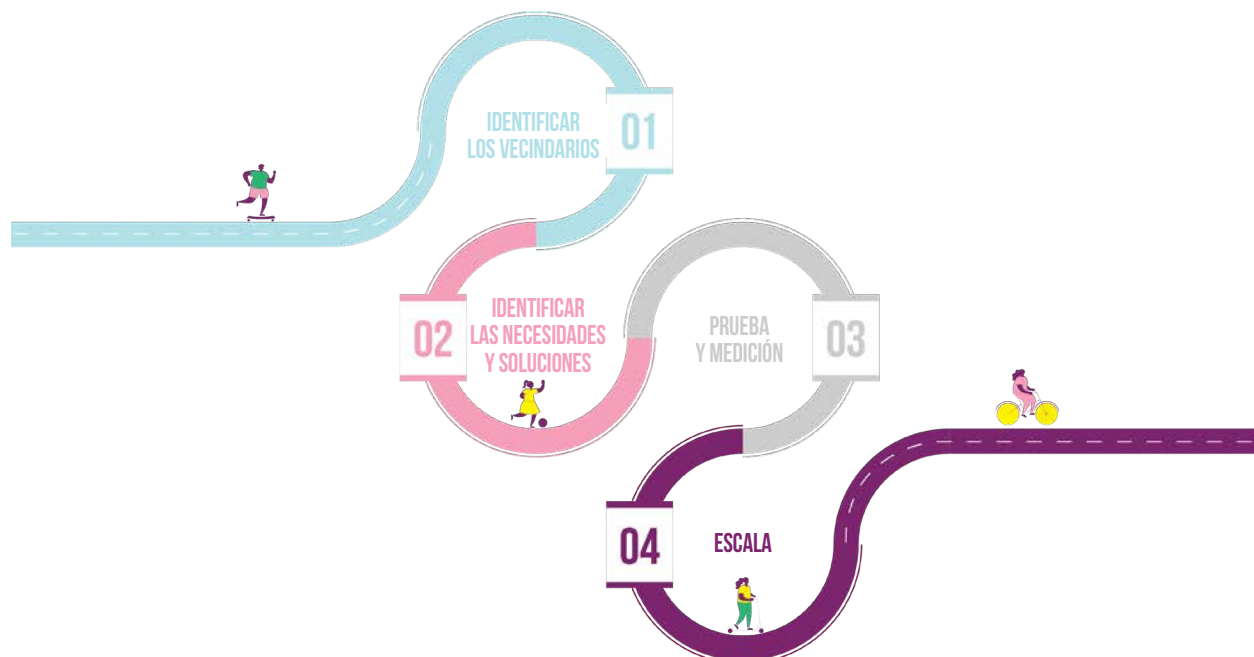 01
IDENTIFICAR
LOS VECINDARIOS
02
IDENTIFICAR
LAS NECESIDADES
Y SOLUCIONES
03
PRUEBA
Y MEDICIÓN
04
ESCALA